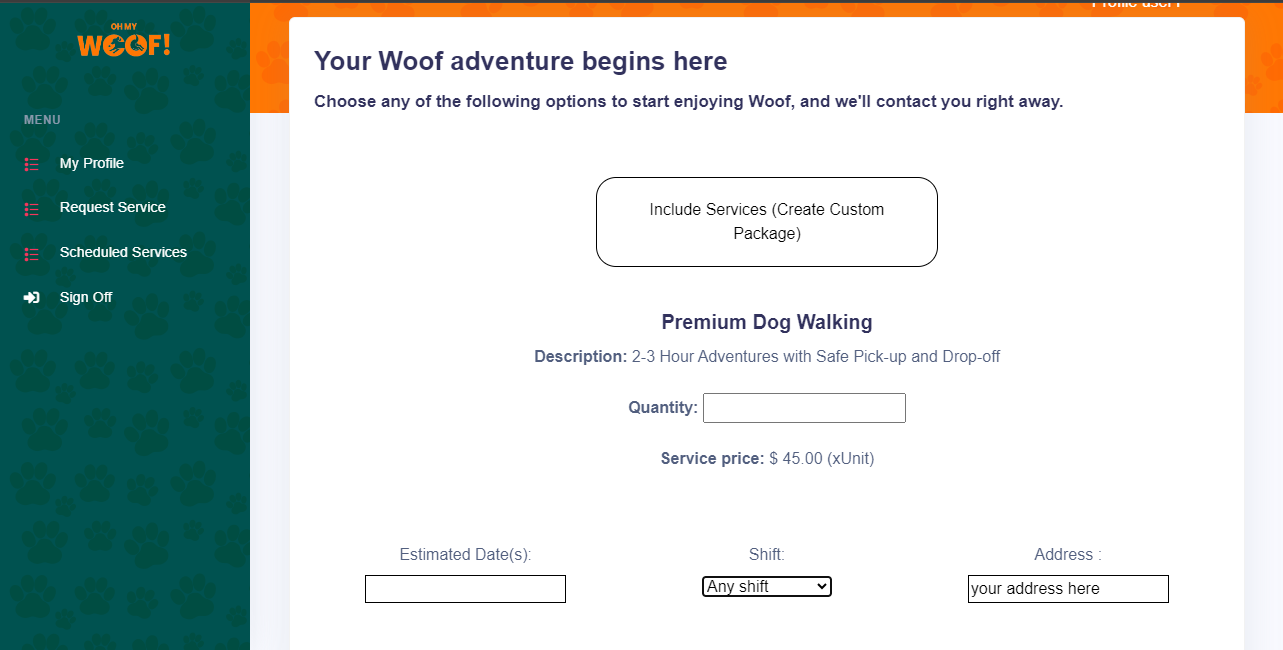 Profile user1
OH MY
WOOF!
MENU
My Profile
Request Service
Scheduled Services
Sign Off
Your Woof adventure begins here
Choose any of the following options to start enjoying Woof, and we'll contact you right away.
Include Services (Create Custom
Package)
Premium Dog Walking
Description: 2-3 Hour Adventures with Safe Pick-up and Drop-off
Quantity:
Service price: $ 45.00 (xUnit)
Estimated Date(s):
Shift:
Address :
Any shift
your address here